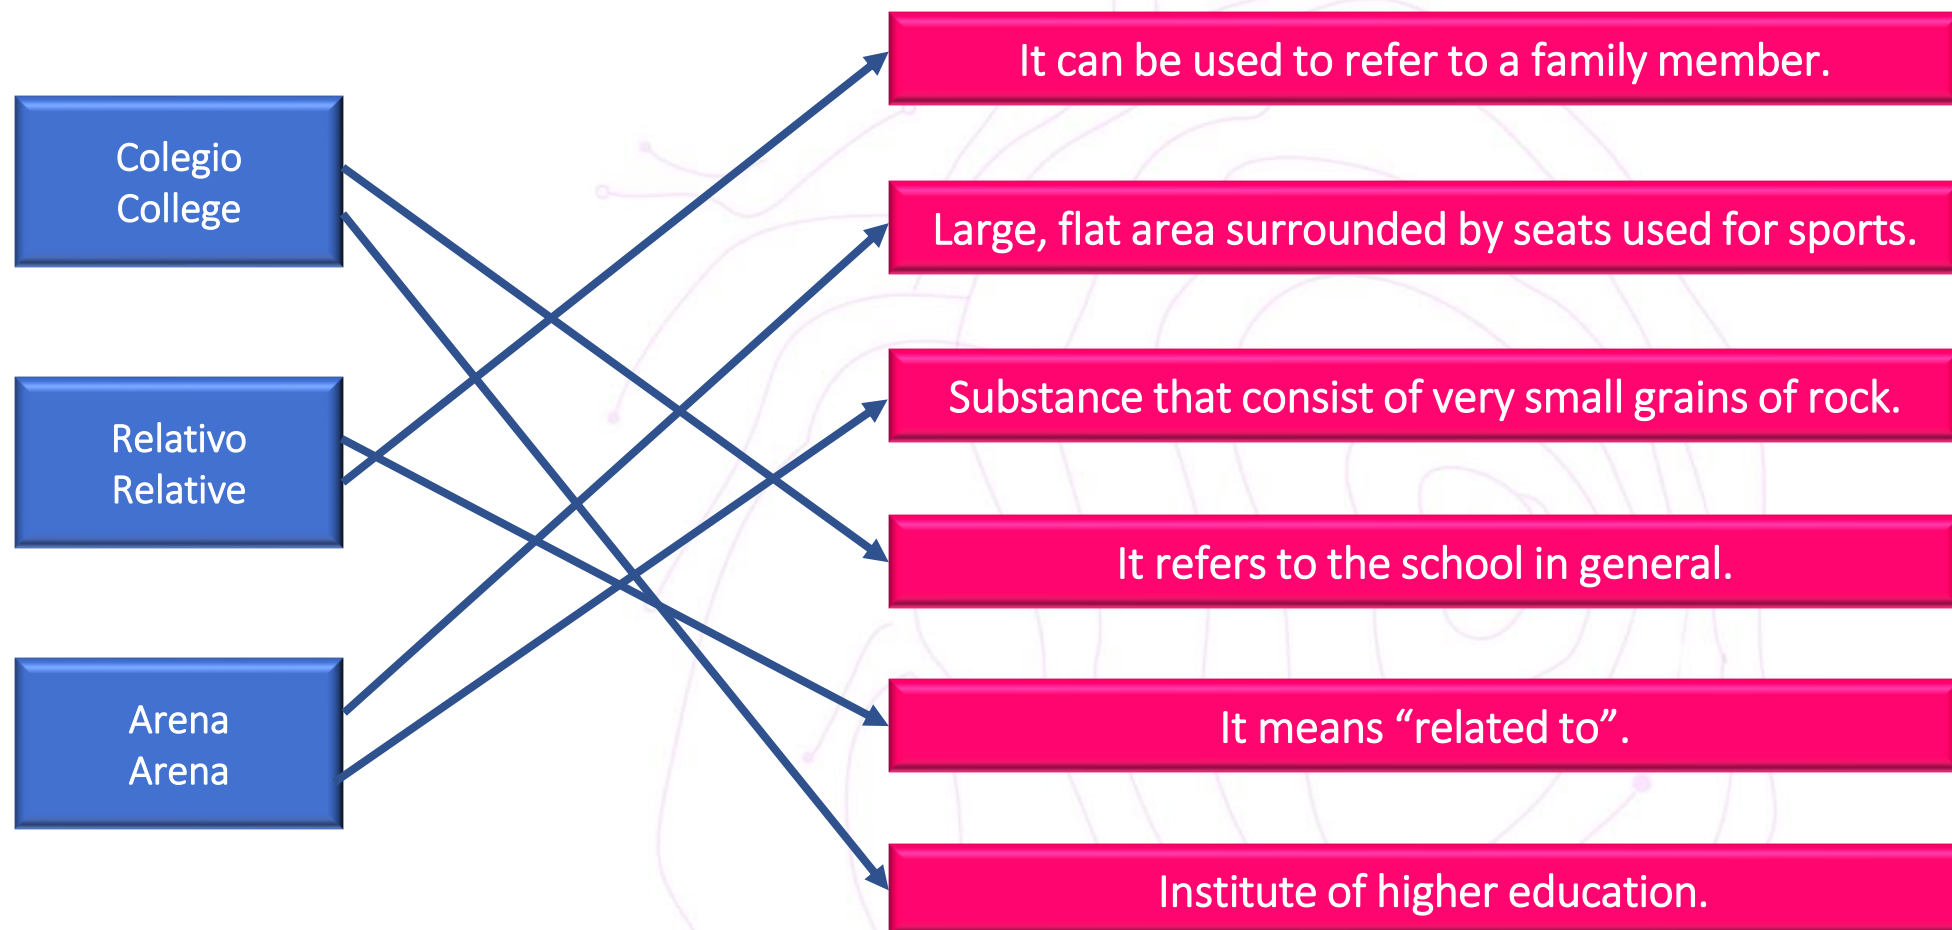 Colegio
College
Relativo
Relative
Arena
Arena
It can be used to refer to a family member.
Large, flat area surrounded by seats used for sports.
Substance that consist of very small grains of rock.
It refers to the school in general.
It means “related to”.
Institute of higher education.